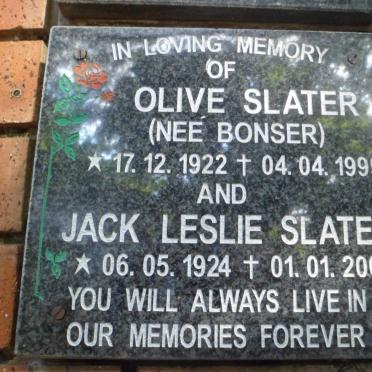 IN LOVING MEMORY
OF
OLIVE SLATER
(NEÉ BONSER)
★ 17. 12. 1922 † 04. 04. 199
AND
JACK LESLIE SLATE
★ 06. 05. 1924 † 01. 01. 20
YOU WILL ALWAYS LIVE IN
OUR MEMORIES FOREVER